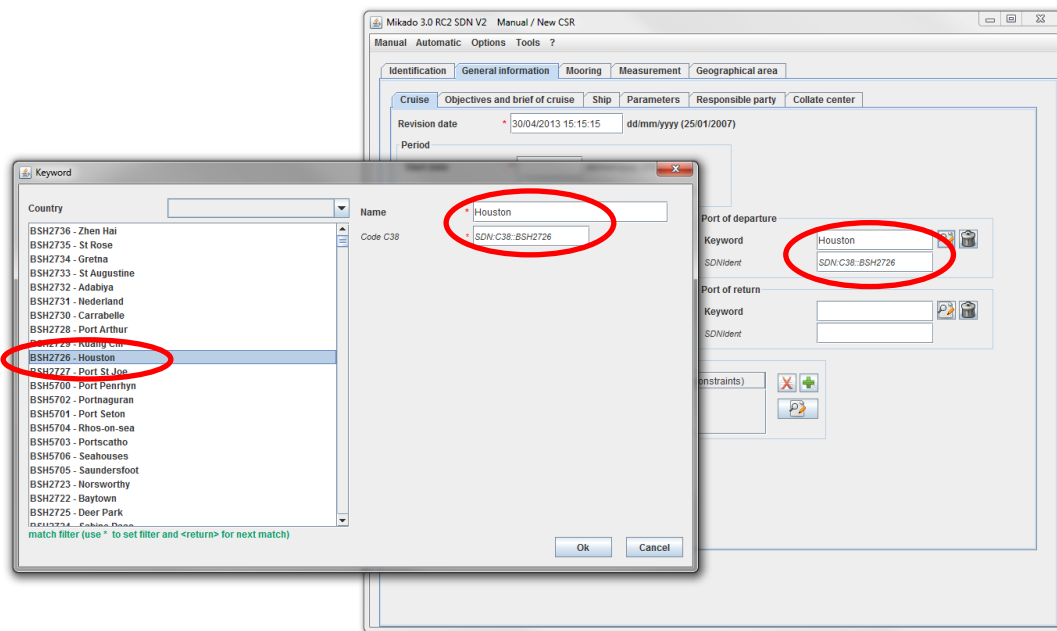 Mikado 3.0 RC2 SDN V2 Manual / New CSR
Manual Automatic Options Tools ?
Identification General information Mooring Measurement Geographical area
Cruise Objectives and brief of cruise Ship Parameters Responsible party Collate center
Revision date * 30/04/2013 15:15:15 dd/mm/yyyy (25/01/2007)
Period
Port of departure
Keyword Houston
SDNIdent SDN:C38::BSH2726
Port of return
Keyword
SDNIdent
onstraints)
Keyword
Country
Name * Houston
Code C38 * SDN:C38::BSH2726
BSH2736 - Zhen Hai
BSH2735 - St Rose
BSH2734 - Gretna
BSH2733 - St Augustine
BSH2732 - Adabiya
BSH2731 - Nederland
BSH2730 - Carrabelle
BSH2728 - Port Arthur
BSH2729 - Kuang Chi
BSH2726 - Houston
BSH2727 - Port St Joe
BSH5700 - Port Penrhyn
BSH5702 - Portnaguran
BSH5701 - Port Seton
BSH5704 - Rhos-on-sea
BSH5703 - Portscatho
BSH5706 - Seahouses
BSH5705 - Saundersfoot
BSH2723 - Norsworthy
BSH2722 - Baytown
BSH2725 - Deer Park
BSH2724 - Sabine Pass
match filter (use * to set filter and <return> for next match)
Ok Cancel